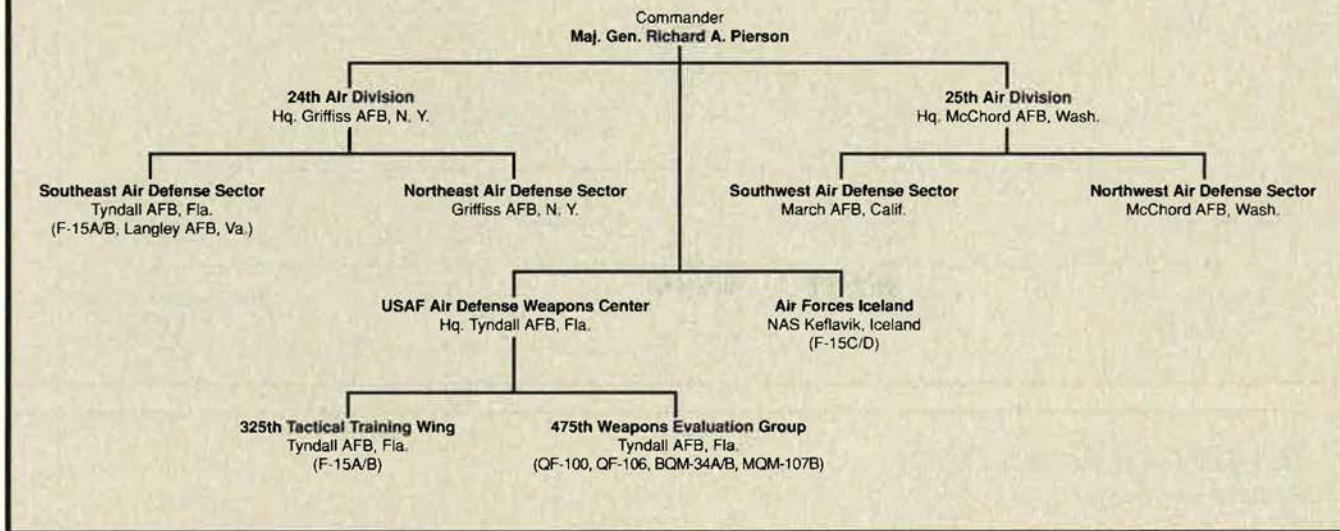 Commander
Maj. Gen. Richard A. Pierson
24th Air Division
Hq. Griffiss AFB, N. Y.
25th Air Division
Hq. McChord AFB, Wash.
Southeast Air Defense Sector
Tyndall AFB, Fla.
(F-15A/B, Langley AFB, Va.)
Northeast Air Defense Sector
Griffiss AFB, N. Y.
Southwest Air Defense Sector
March AFB, Calif.
Northwest Air Defense Sector
McChord AFB, Wash.
USAF Air Defense Weapons Center
Hq. Tyndall AFB, Fla.
Air Forces Iceland
NAS Keflavik, Iceland
(F-15C/D)
325th Tactical Training Wing
Tyndall AFB, Fla.
(F-15A/B)
475th Weapons Evaluation Group
Tyndall AFB, Fla.
(QF-100, QF-106, BQM-34A/B, MQM-107B)